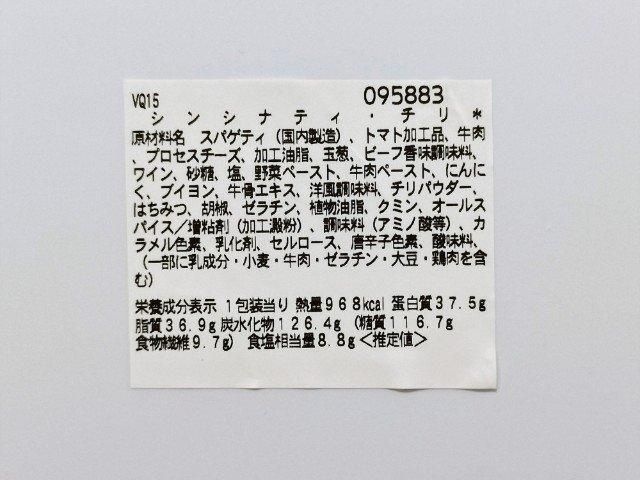 VQ15
095883
シンシナティ・チリ*
原材料名 スパゲティ(国内製造)、トマト加工品、牛肉
、プロセスチーズ、加工油脂、玉葱、ビーフ香味調味料、
ワイン、砂糖、塩、野菜ペースト、牛肉ペースト、にんに
く、ブイヨン、牛骨エキス、洋風調味料、チリパウダー、
はちみつ、胡椒、ゼラチン、植物油脂、クミン、オールス
パイス/増粘剤(加工澱粉)、調味料(アミノ酸等)、カ
ラメル色素、乳化剤、セルロース、唐辛子色素、酸味料、
(一部に乳成分・小麦・牛肉・ゼラチン・大豆・鶏肉を含
む)
栄養成分表示 1包装当り 熱量968kcal 蛋白質37.5g
脂質36.9g 炭水化物126.4g (糖質116.7g
食物繊維9.7g) 食塩相当量8.8g<推定値>